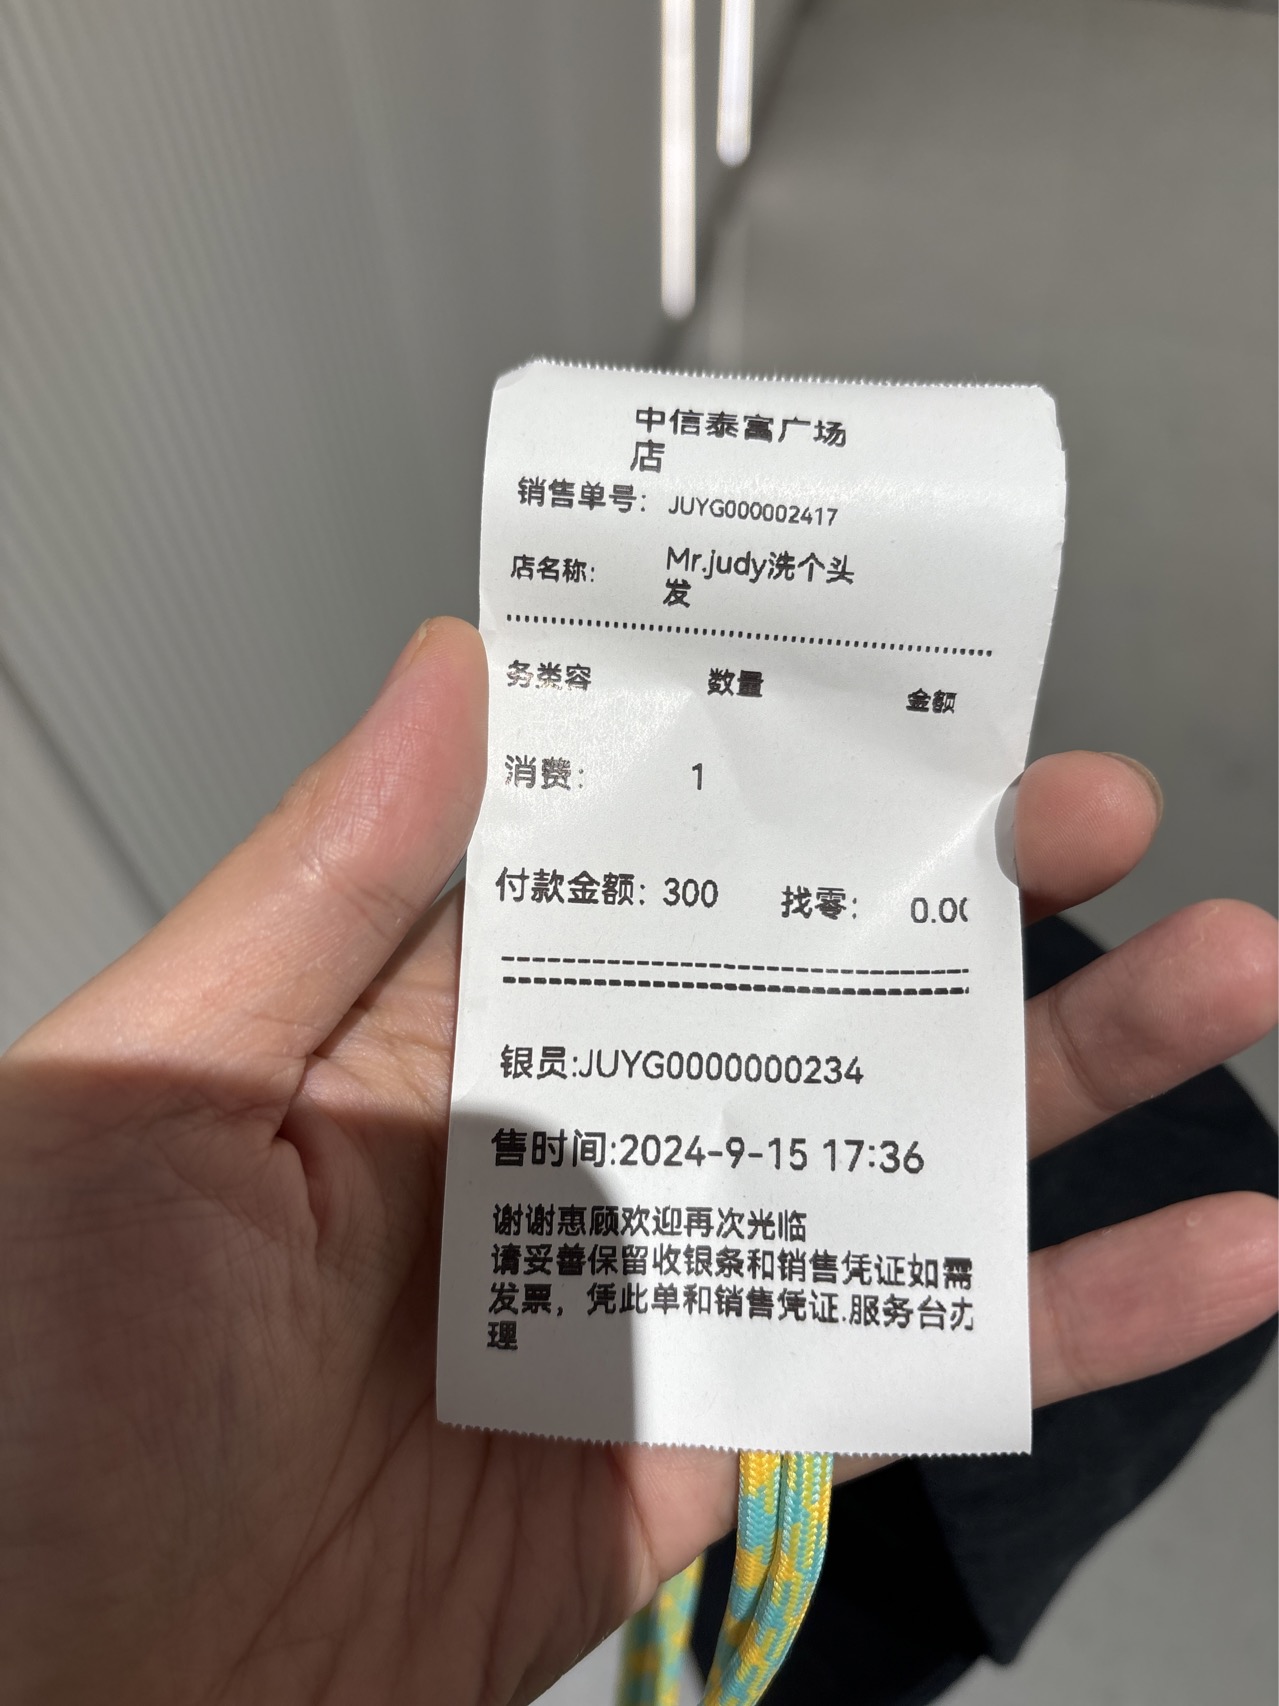 中信泰富广场
店
销售单号： JUYG000002417
店名称： Mr.judy洗个头
发
务类容 数量 金额
消费： 1
付款金额: 300 找零： 0.0
银员:JUYG0000000234
售时间:2024-9-15 17:36
谢谢惠顾欢迎再次光临
请妥善保留收银条和销售凭证如需
发票，凭此单和销售凭证.服务台办
理